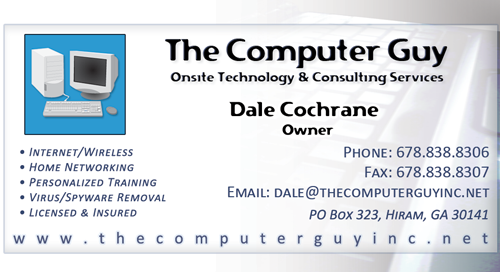 The Computer Guy
Onsite Technology & Consulting Services
Dale Cochrane
Owner
• Internet/Wireless
• Home Networking
• Personalized Training
• Virus/Spyware Removal
• Licensed & Insured
Phone: 678.838.8306
Fax: 678.838.8307
Email: dale@thecomputerguyinc.net
PO Box 323, Hiram, GA 30141
www.thecomputerguyinc.net